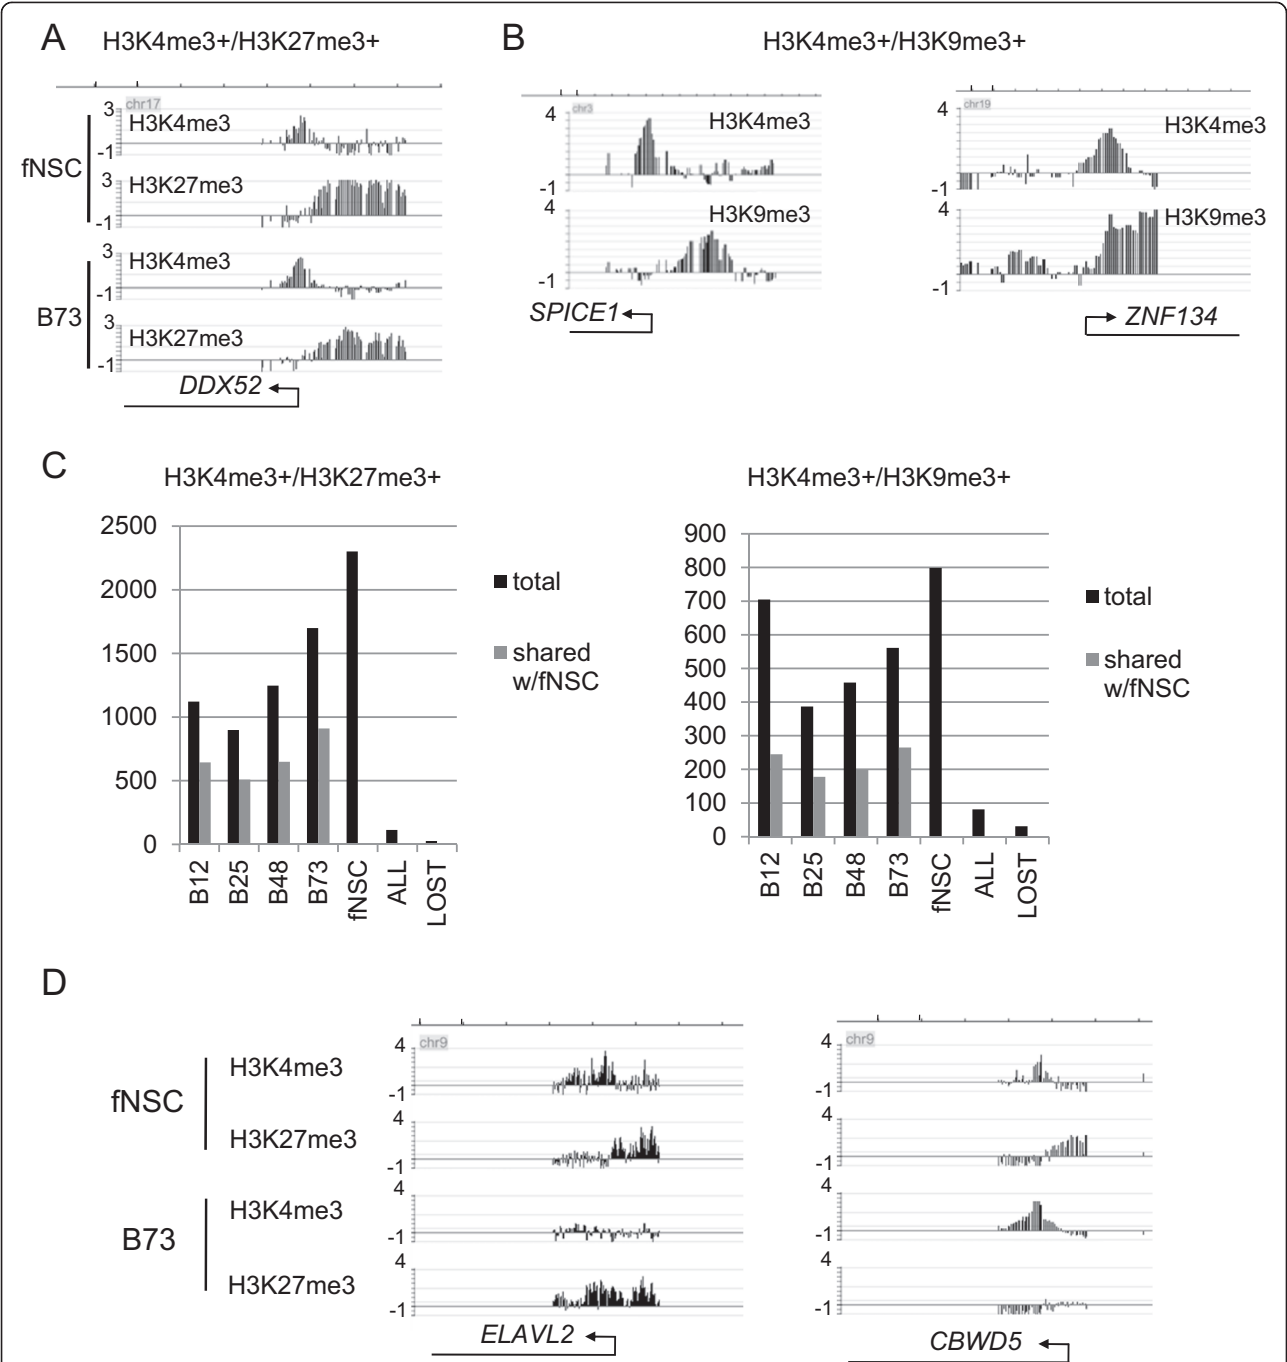 A H3K4me3+/H3K27me3+
chr17
3
H3K4me3
-1
fNSC
3
H3K27me3
-1
3
H3K4me3
-1
B73
3
H3K27me3
-1
DDX52
B H3K4me3+/H3K9me3+
chr3
4
H3K4me3
-1
4
H3K9me3
-1
SPICE1
chr19
4
H3K4me3
-1
4
H3K9me3
-1
ZNF134
C
H3K4me3+/H3K27me3+
2500
2000
1500
1000
500
0
B12
B25
B48
B73
fNSC
ALL
LOST
total
shared
w/fNSC
H3K4me3+/H3K9me3+
900
800
700
600
500
400
300
200
100
0
B12
B25
B48
B73
fNSC
ALL
LOST
total
shared
w/fNSC
D
fNSC
H3K4me3
H3K27me3
B73
H3K4me3
H3K27me3
chr9
4
-1
4
-1
4
-1
4
-1
ELAVL2
chr9
4
-1
4
-1
4
-1
4
-1
CBWD5